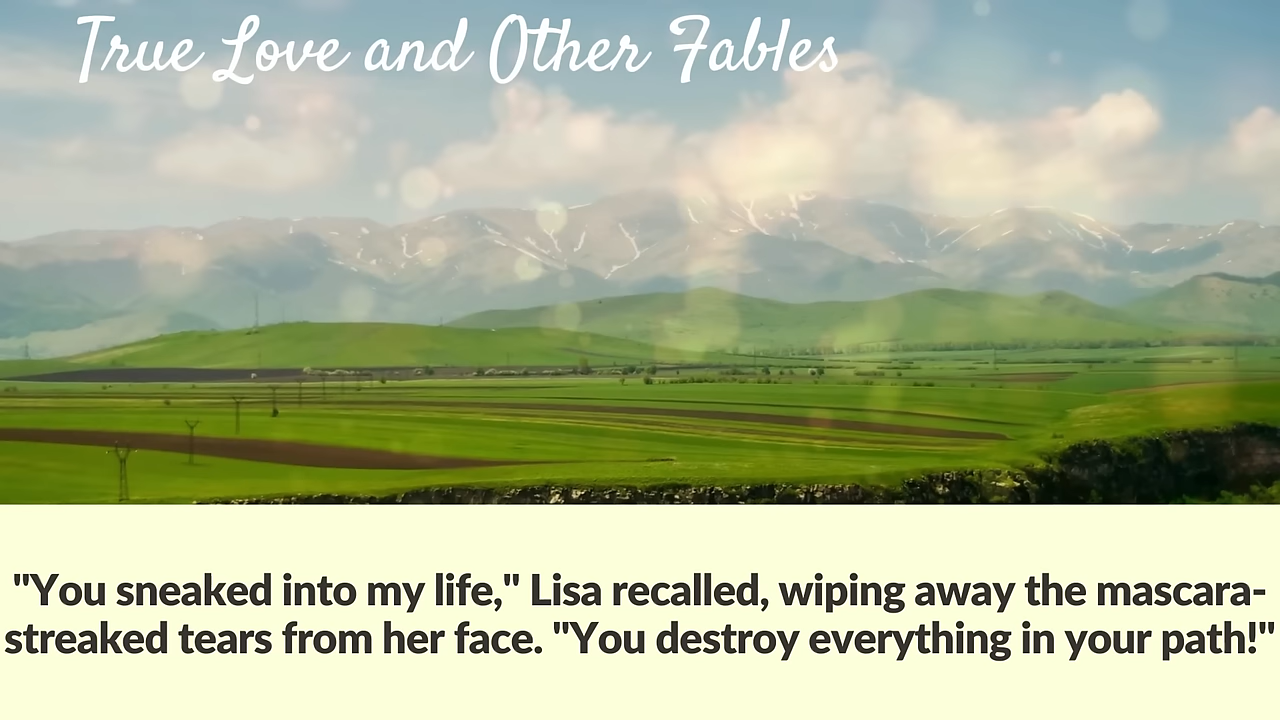 True Love and Other Fables
"You sneaked into my life," Lisa recalled, wiping away the mascara-
streaked tears from her face. "You destroy everything in your path!"